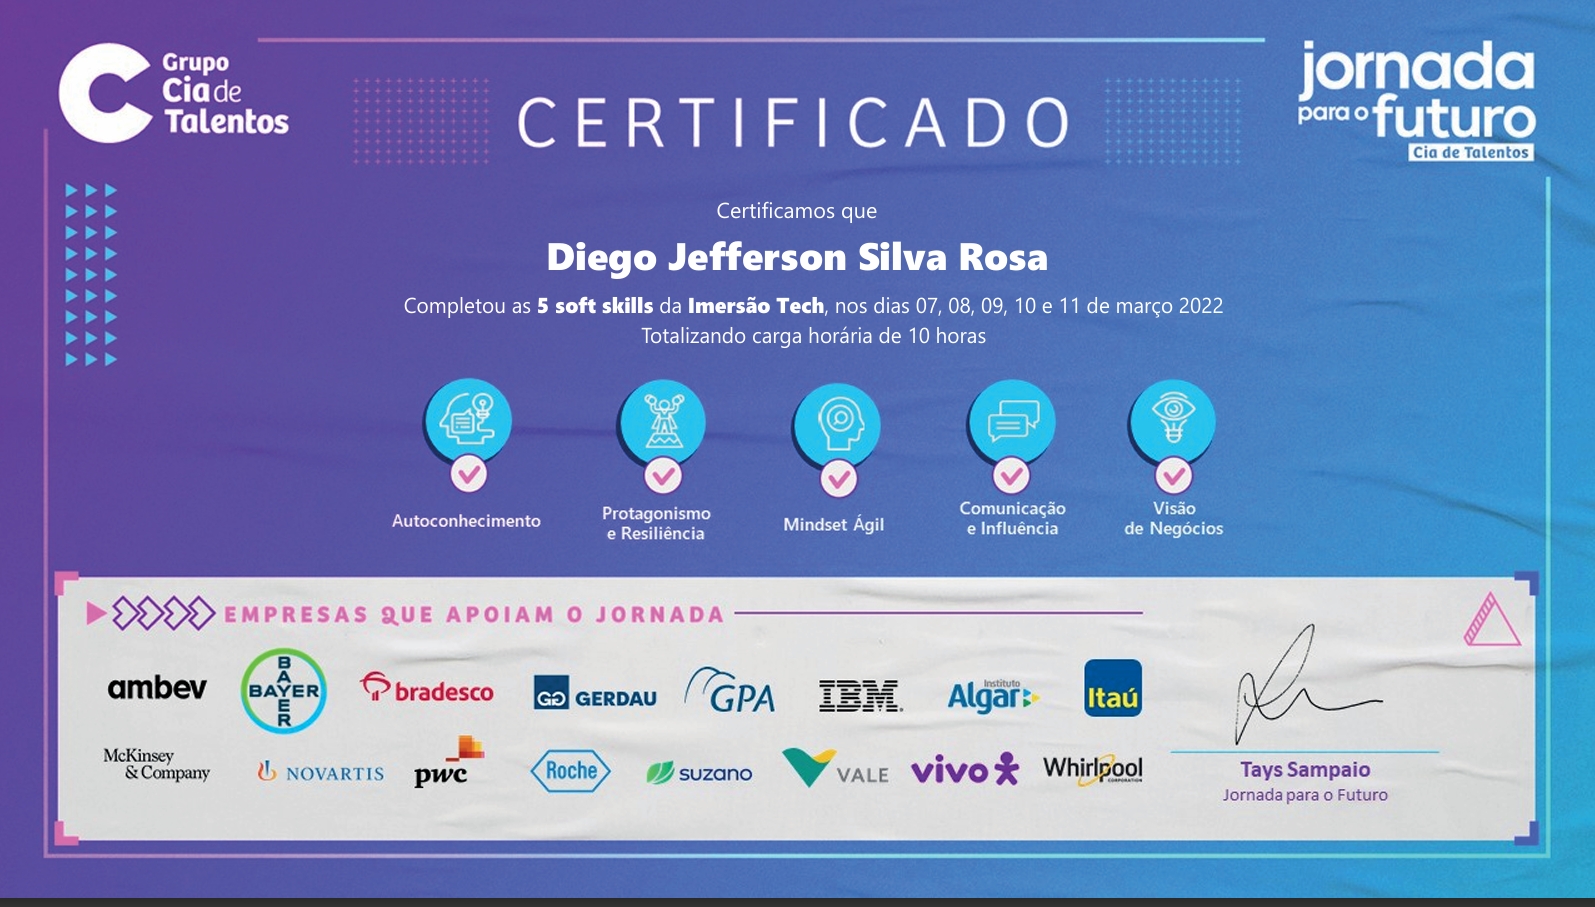 Grupo
Cia de
Talentos
CERTIFICADO
jornada
para o futuro
Cia de Talentos
Certificamos que
Diego Jefferson Silva Rosa
Completou as 5 soft skills da Imersão Tech, nos dias 07, 08, 09, 10 e 11 de março 2022
Totalizando carga horária de 10 horas
Autoconhecimento
Protagonismo
e Resiliência
Mindset Ágil
Comunicação
e Influência
Visão
de Negócios
EMPRESAS QUE APOIAM O JORNADA
ambev
BAYER
BAYER
bradesco
GG GERDAU
GPA
IBM®
Instituto
Algar
Itaú
McKinsey
& Company
NOVARTIS
pwc
Roche
suzano
VALE
vivo
Whirlpool
CORPORATION
Tays Sampaio
Jornada para o Futuro